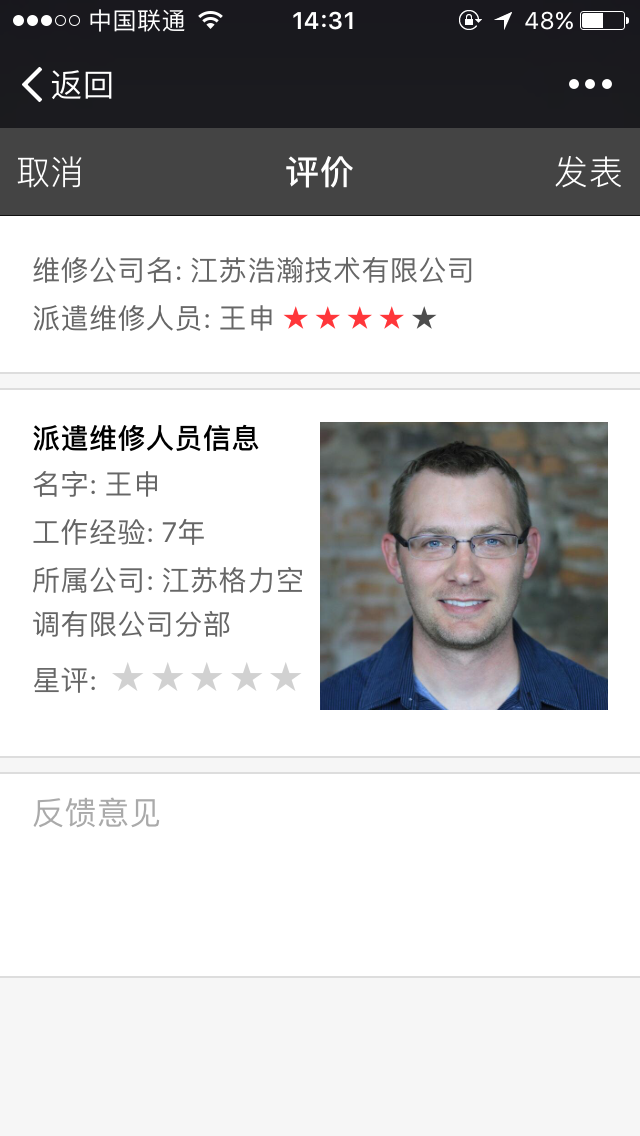 中国联通 14:31 48%
返回
取消 评价 发表
维修公司名: 江苏浩瀚技术有限公司
派遣维修人员: 王申
派遣维修人员信息
名字: 王申
工作经验: 7年
所属公司: 江苏格力空
调有限公司分部
星评:
反馈意见